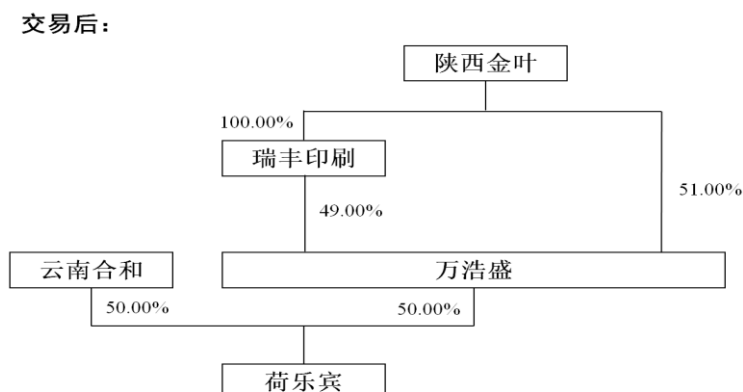 交易后：
陕西金叶
100.00%
瑞丰印刷
51.00%
49.00%
云南合和
万浩盛
50.00%
50.00%
荷乐宾